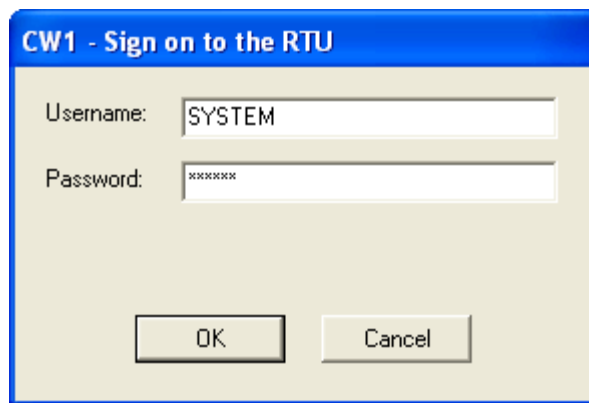 CW1 - Sign on to the RTU
Username: SYSTEM
Password: ××××××
OK Cancel